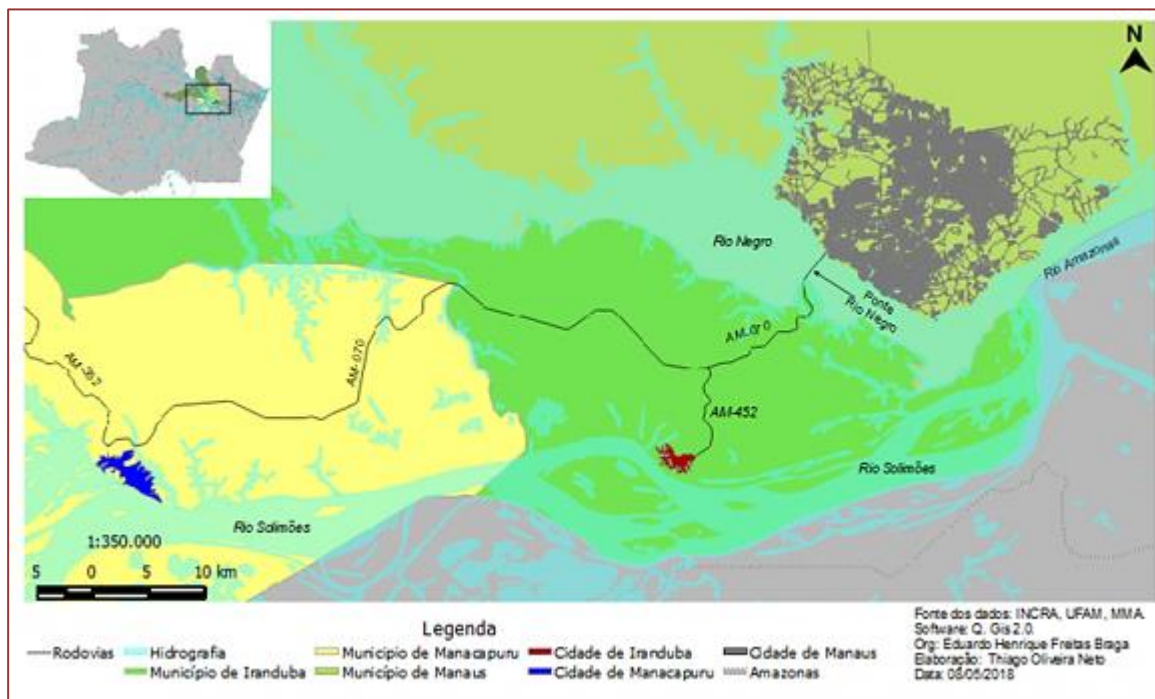 N
Rio Negro
Rio Amazonas
Ponte
Rio Negro
AM-070
AM-352
AM-070
AM-452
Rio Solimões
Rio Solimões
1:350.000
5 0 5 10 km
Legenda
Rodovias
Hidrografia
Município de Manacapuru
Cidade de Iranduba
Cidade de Manaus
Município de Iranduba
Município de Manaus
Cidade de Manacapuru
Amazonas
Fonte dos dados: INCRA, UFAM, MMA.
Software: Q. Gis 2.0.
Org: Eduardo Henrique Freitas Braga
Elaboração: Thiago Oliveira Neto
Data: 08/05/2018